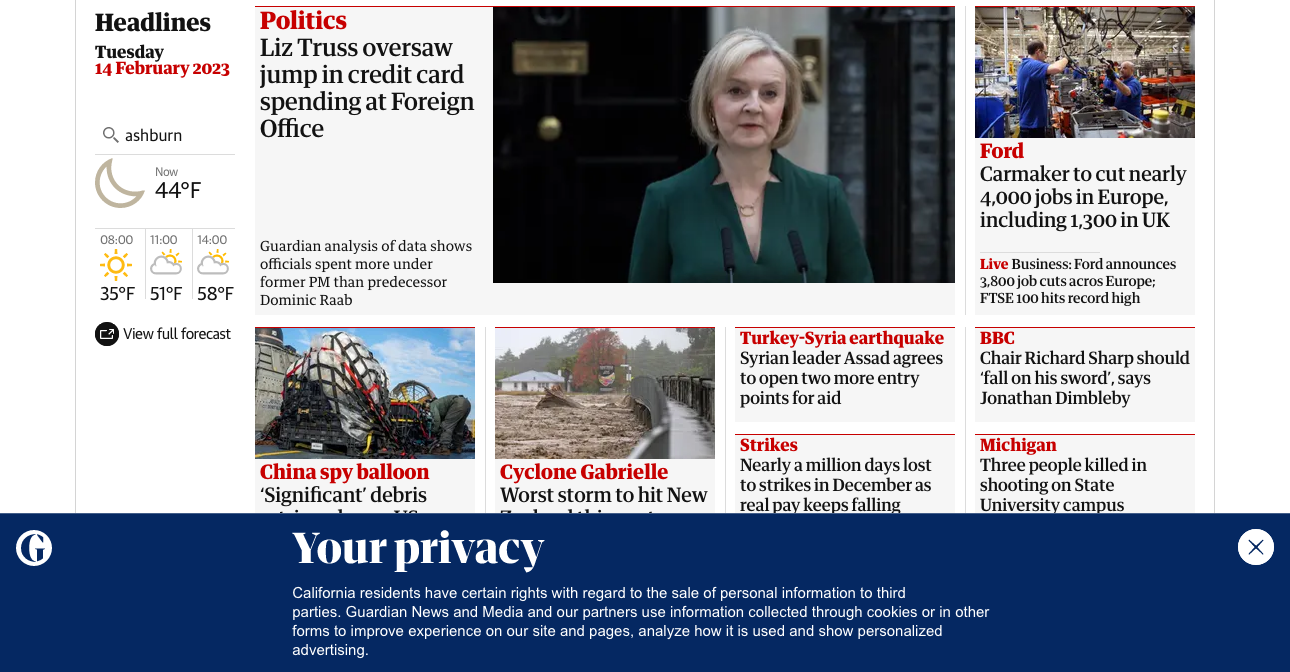 Headlines
Tuesday
14 February 2023
ashburn
Now
44°F
08:00
11:00
14:00
35°F
51°F
58°F
View full forecast
Politics
Liz Truss oversaw
jump in credit card
spending at Foreign
Office
Guardian analysis of data shows
officials spent more under
former PM than predecessor
Dominic Raab
Ford
Carmaker to cut nearly
4,000 jobs in Europe,
including 1,300 in UK
Live Business: Ford announces
3,800 job cuts acros Europe;
FTSE 100 hits record high
China spy balloon
‘Significant’ debris
Cyclone Gabrielle
Worst storm to hit New
Turkey-Syria earthquake
Syrian leader Assad agrees
to open two more entry
points for aid
BBC
Chair Richard Sharp should
‘fall on his sword’, says
Jonathan Dimbleby
Strikes
Nearly a million days lost
to strikes in December as
real pay keeps falling
Michigan
Three people killed in
shooting on State
University campus
Your privacy
California residents have certain rights with regard to the sale of personal information to third
parties. Guardian News and Media and our partners use information collected through cookies or in other
forms to improve experience on our site and pages, analyze how it is used and show personalized
advertising.